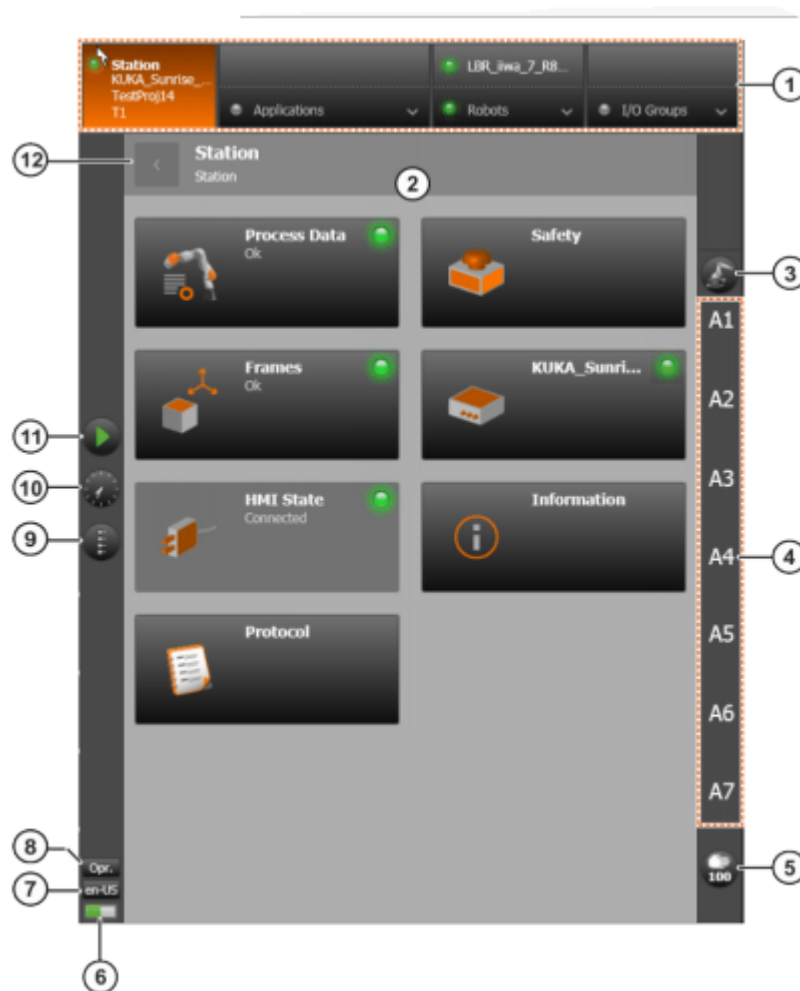 Station
KUKA_Sunrise_...
TestProj14
T1
LBR_iiwa_7_R8...
Applications
Robots
I/O Groups
1
12
Station
Station
2
Process Data
Ok
Safety
3
A1
Frames
Ok
KUKA_Sunri...
A2
11
10
A3
HMI State
Connected
Information
9
A4
4
Protocol
A5
A6
A7
8
Opr.
7
en-US
100
5
6